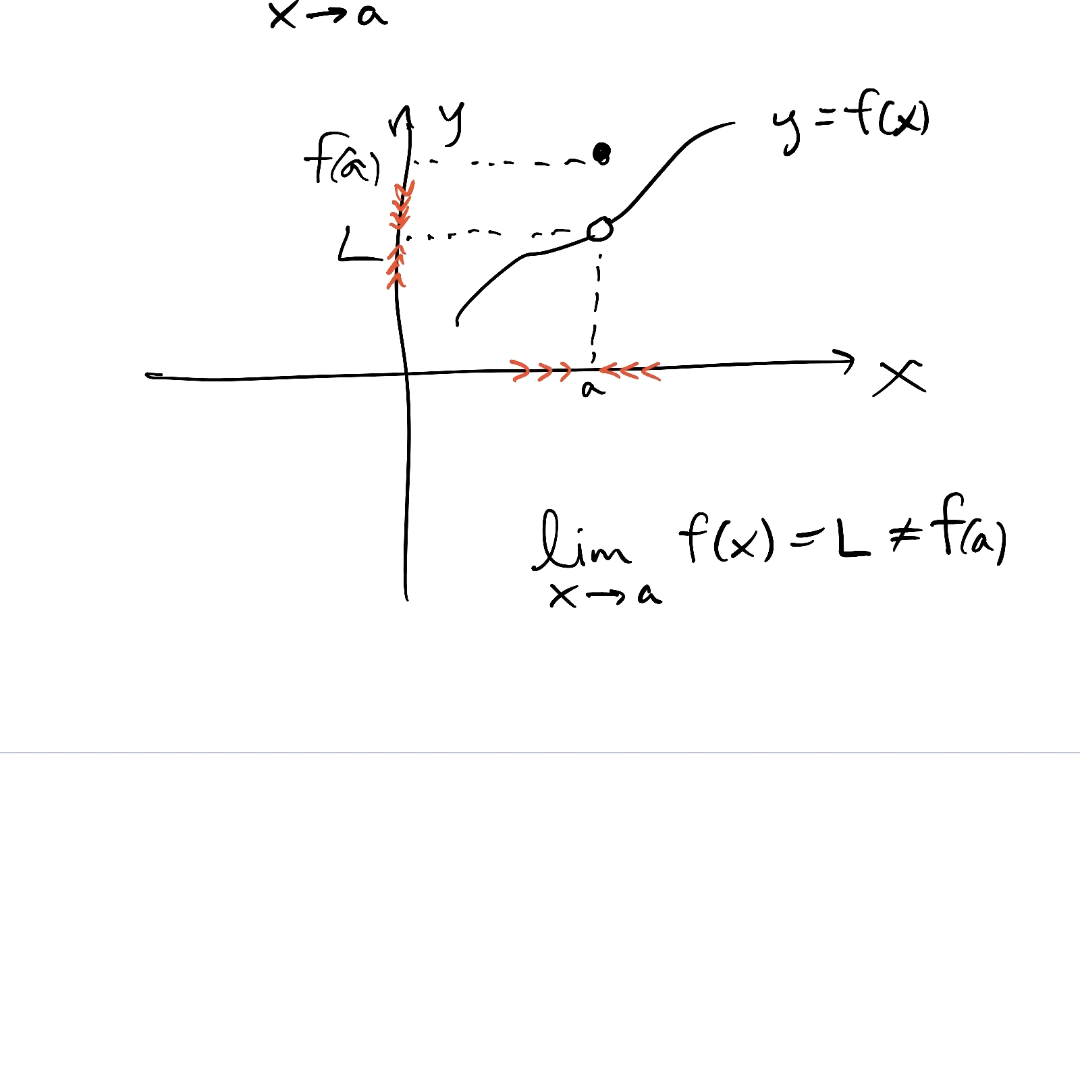 x→a
y
y = f(x)
f(a)
L
a
x
lim f(x) = L ≠ f(a)
x→a